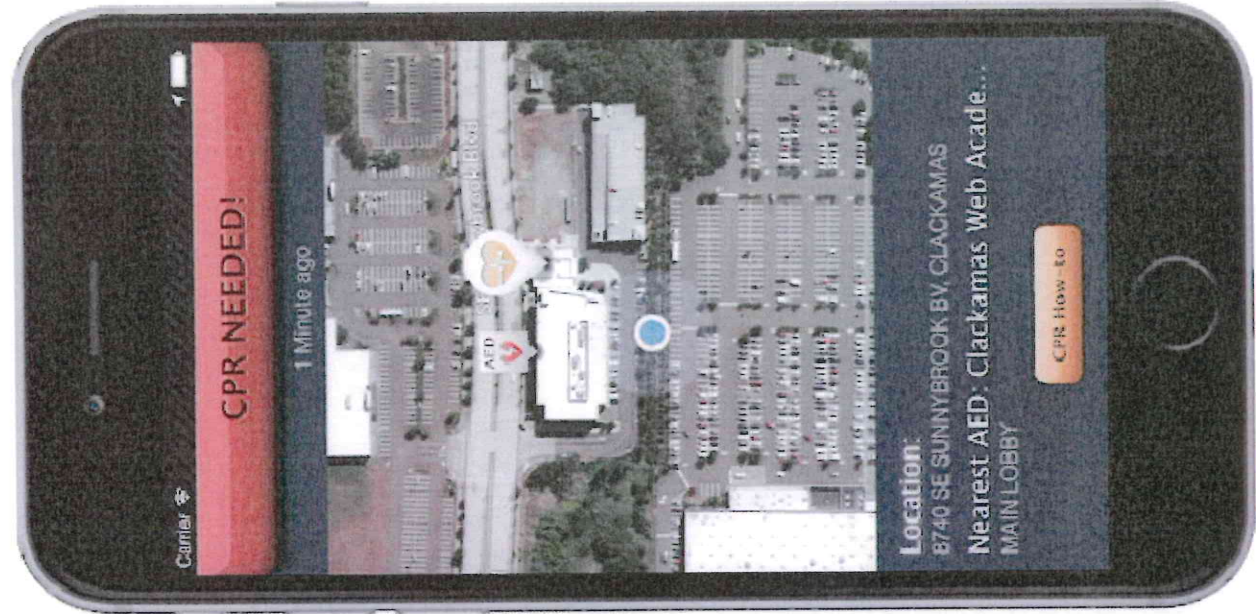 Carrier
CPR NEEDED!
1 Minute ago
AED
Location:
8740 SE SUNNYBROOK BV, CLACKAMAS
Nearest AED: Clackamas Web Acade...
MAIN LOBBY
CPR How-to